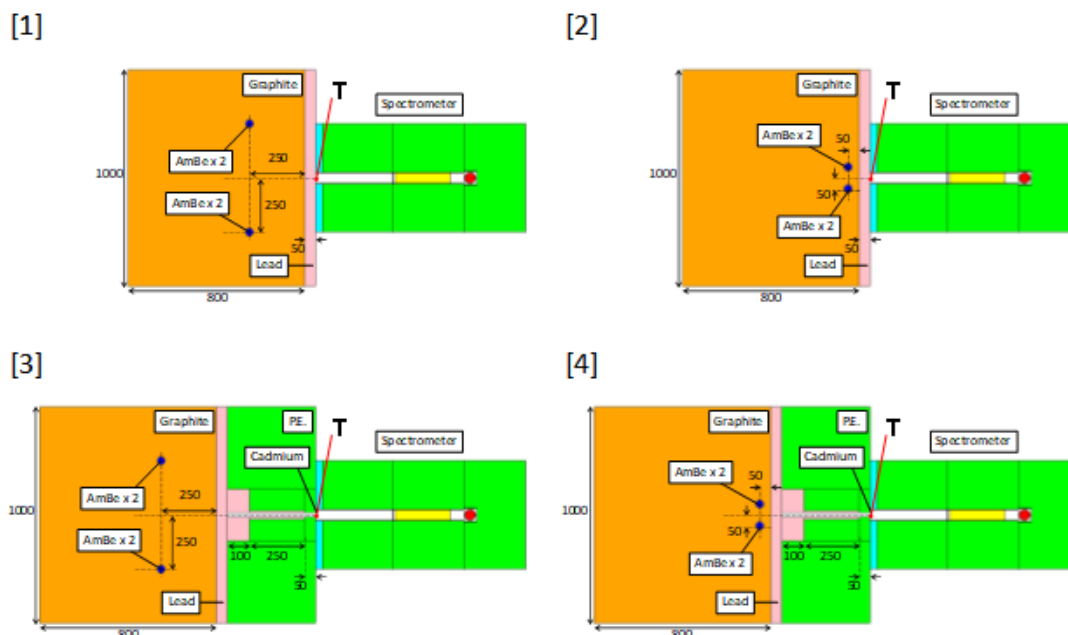 [1]
Graphite
T
Spectrometer
AmBe x 2
250
1000
AmBe x 2
250
50
Lead
800
[2]
Graphite
T
Spectrometer
50
AmBe x 2
1000
50
AmBe x 2
50
Lead
800
[3]
Graphite
P.E.
T
Spectrometer
Cadmium
AmBe x 2
250
1000
AmBe x 2
250
100
250
50
Lead
800
[4]
Graphite
P.E.
T
Spectrometer
50
Cadmium
AmBe x 2
1000
50
AmBe x 2
100
250
50
Lead
800